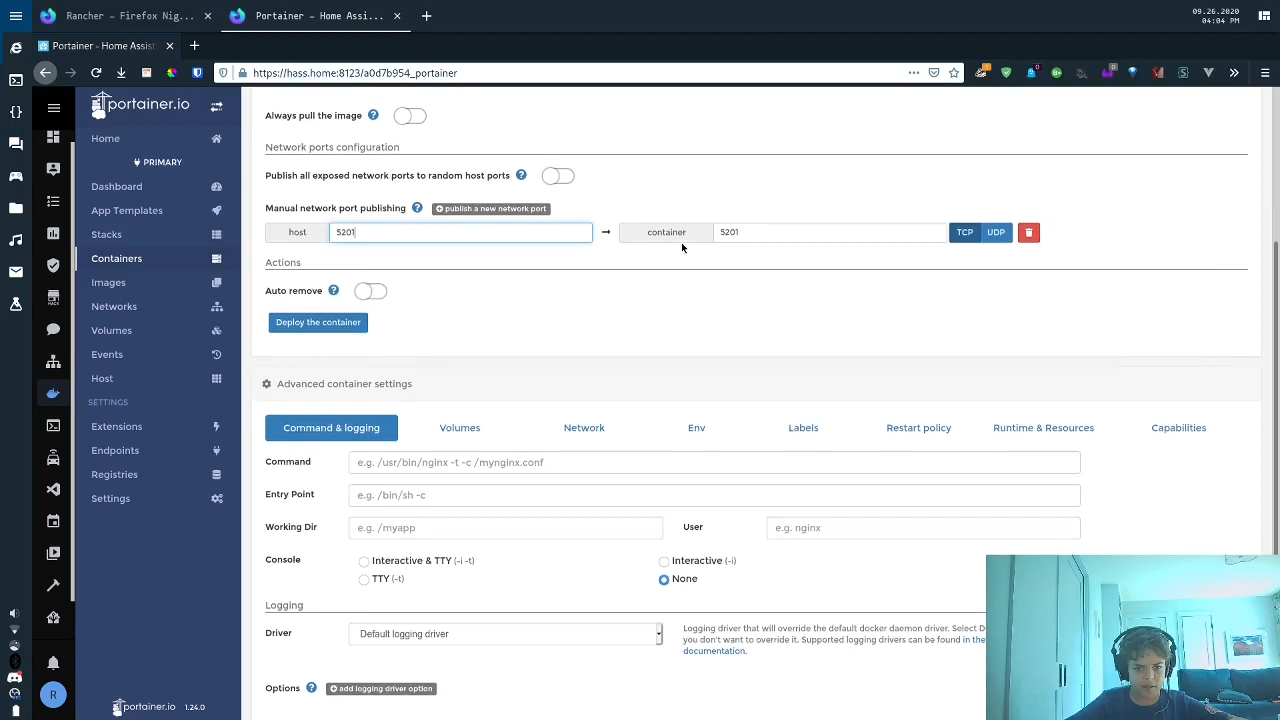 Rancher – Firefox Nig...
Portainer – Home Assi...
09.26.2020
04:04 PM
Portainer - Home Assist
https://hass.home:8123/a0d7b954_portainer
portainer.io
Home
PRIMARY
Dashboard
App Templates
Stacks
Containers
Images
Networks
Volumes
Events
Host
SETTINGS
Extensions
Endpoints
Registries
Settings
portainer.io 1.24.0
R
Always pull the image
Network ports configuration
Publish all exposed network ports to random host ports
Manual network port publishing publish a new network port
host 5201 → container 5201 TCP UDP
Actions
Auto remove
Deploy the container
Advanced container settings
Command & logging Volumes Network Env Labels Restart policy Runtime & Resources Capabilities
Command e.g. /usr/bin/nginx -t -c /mynginx.conf
Entry Point e.g. /bin/sh -c
Working Dir e.g. /myapp User e.g. nginx
Console Interactive & TTY (-i -t) Interactive (-i)
TTY (-t) None
Logging
Driver Default logging driver
Logging driver that will override the default docker daemon driver. Select D
you don't want to override it. Supported logging drivers can be found in the
documentation.
Options add logging driver option